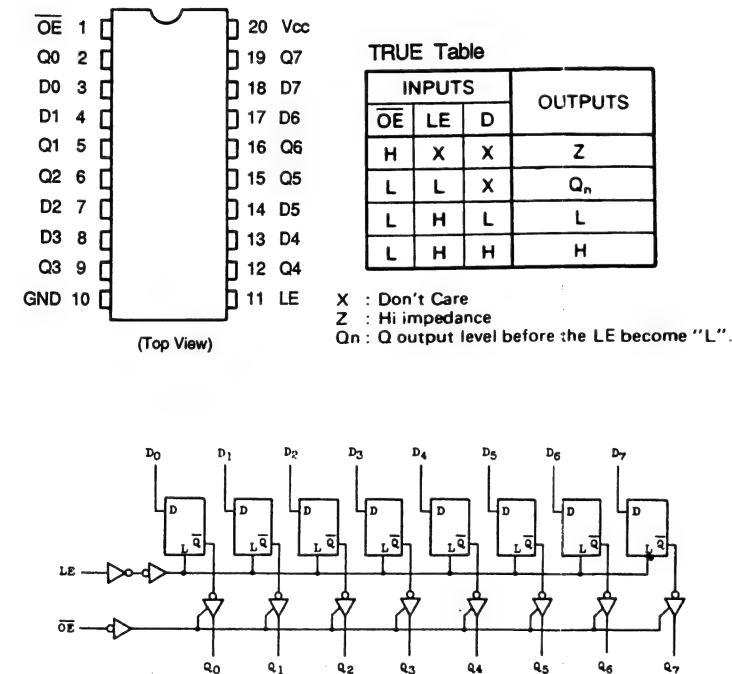 OE 1 20 Vcc
Q0 2 19 Q7
D0 3 18 D7
D1 4 17 D6
Q1 5 16 Q6
Q2 6 15 Q5
D2 7 14 D5
D3 8 13 D4
Q3 9 12 Q4
GND 10 11 LE
(Top View)
TRUE Table
INPUTS OUTPUTS
OE LE D
H X X Z
L L X Qn
L H L L
L H H H
X : Don't Care
Z : Hi impedance
Qn : Q output level before the LE become "L".
D0 D1 D2 D3 D4 D5 D6 D7
D D D D D D D D
L Q L Q L Q L Q L Q L Q L Q L Q
LE
OE
Q0 Q1 Q2 Q3 Q4 Q5 Q6 Q7